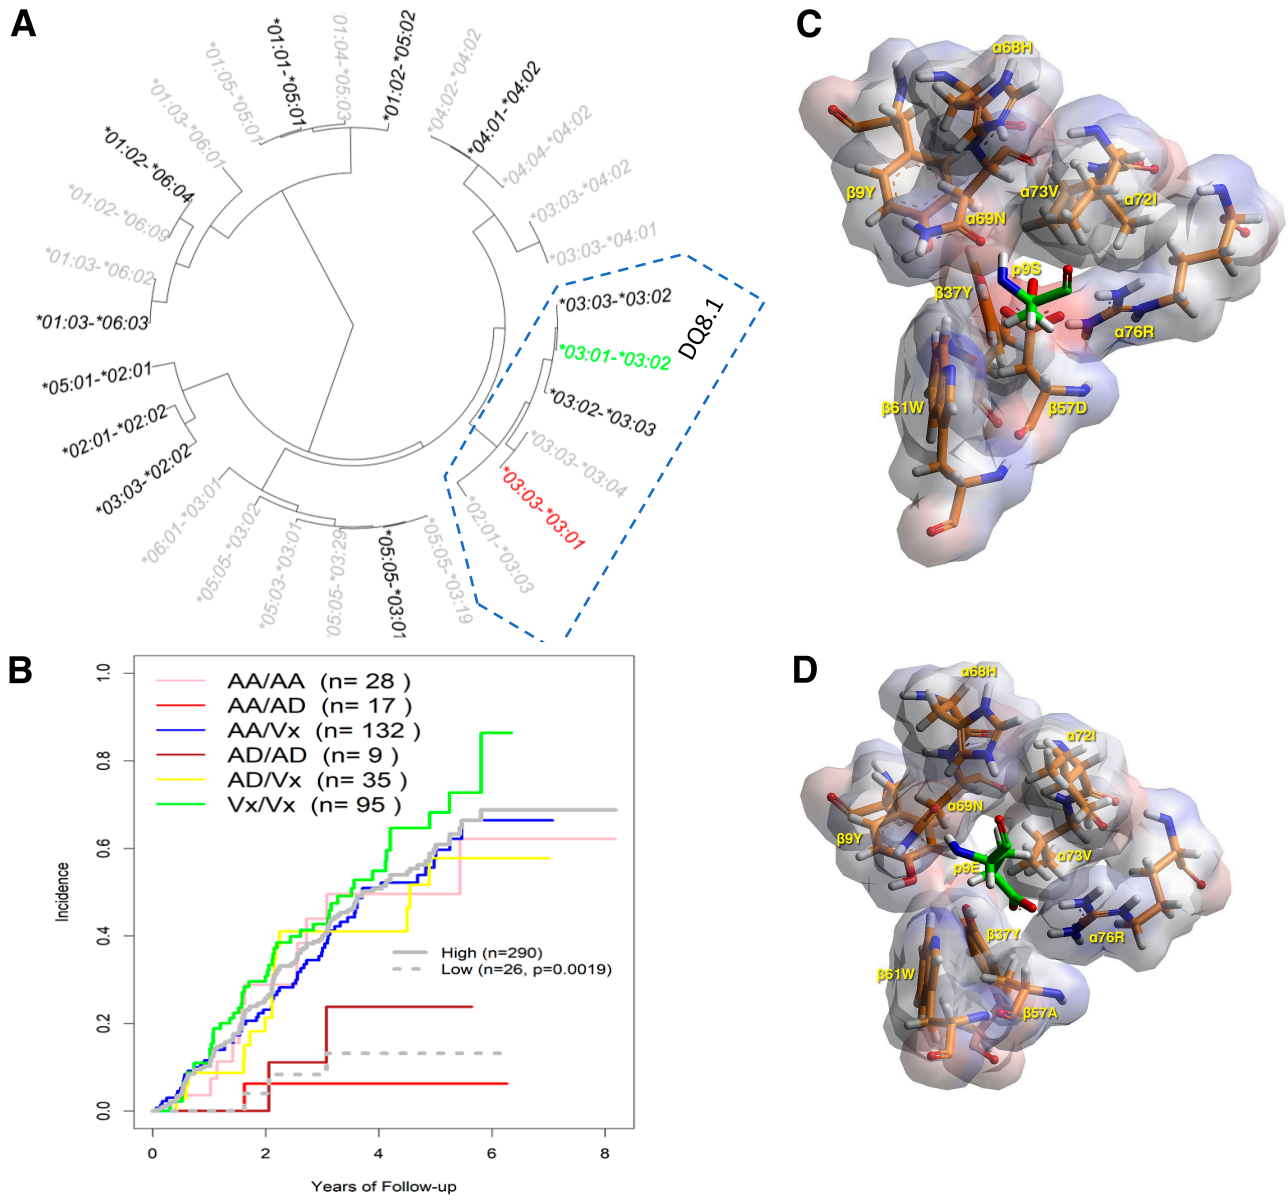 A
*01:01-*05:01
01:04-*05:03
*01:02-*05:02
*04:02-*04:02
*04:01-*04:02
*04:04-*04:02
*03:03-*04:02
*03:03-*04:01
*03:03-*03:02
*03:01-*03:02
*03:02-*03:03
*03:03-*03:04
*03:03-*03:01
*02:01-*03:03
DQ8.1
*05:05-*03:19
*05:05-*03:01
*05:05-*03:29
*05:03-*03:01
*05:05-*03:02
*06:01-*03:01
*03:03-*02:02
*02:01-*02:02
*05:01-*02:01
*01:03-*06:03
*01:03-*06:02
*01:02-*06:09
*01:02-*06:04
*01:03-*06:01
*01:05-*05:01
B
AA/AA (n= 28 )
AA/AD (n= 17 )
AA/Vx (n= 132 )
AD/AD (n= 9 )
AD/Vx (n= 35 )
Vx/Vx (n= 95 )
High (n=290)
Low (n=26, p=0.0019)
Incidence
1.0
0.8
0.6
0.4
0.2
0.0
0 2 4 6 8
Years of Follow-up
C
α68H
β9Y
α69N
α73V
α72I
p9S
β37Y
α76R
β61W
β57D
D
α68H
α72I
α69N
β9Y
α73V
p9E
β37Y
α76R
β61W
β57A